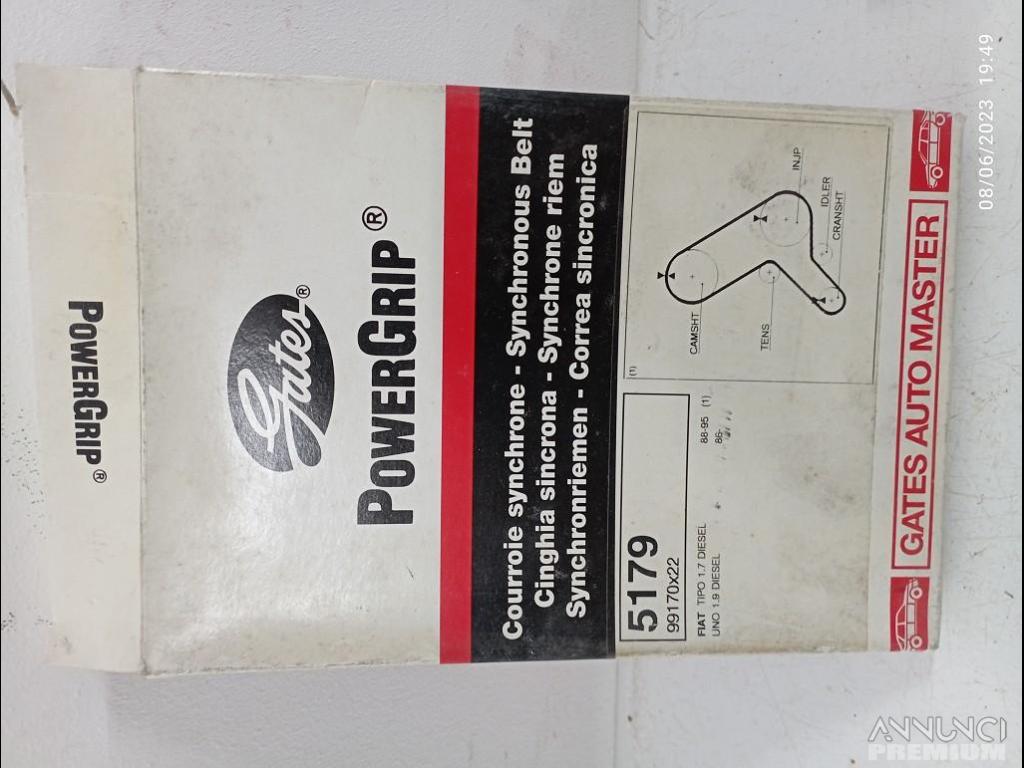 POWERGRIP®
Gates®
POWERGRIP®
Courroie synchrone - Synchronous Belt
Cinghia sincrona - Synchrone riem
Synchronriemen - Correa sincronica
5179
99170x22
FIAT TIPO 1.7 DIESEL 88-95 (1)
UNO 1.9 DIESEL 86-
(1)
CAMSHT
TENS
INJP
IDLER
CRANSHT
GATES AUTO MASTER
08/06/2023 19:49
ANNUNCI
PREMIUM